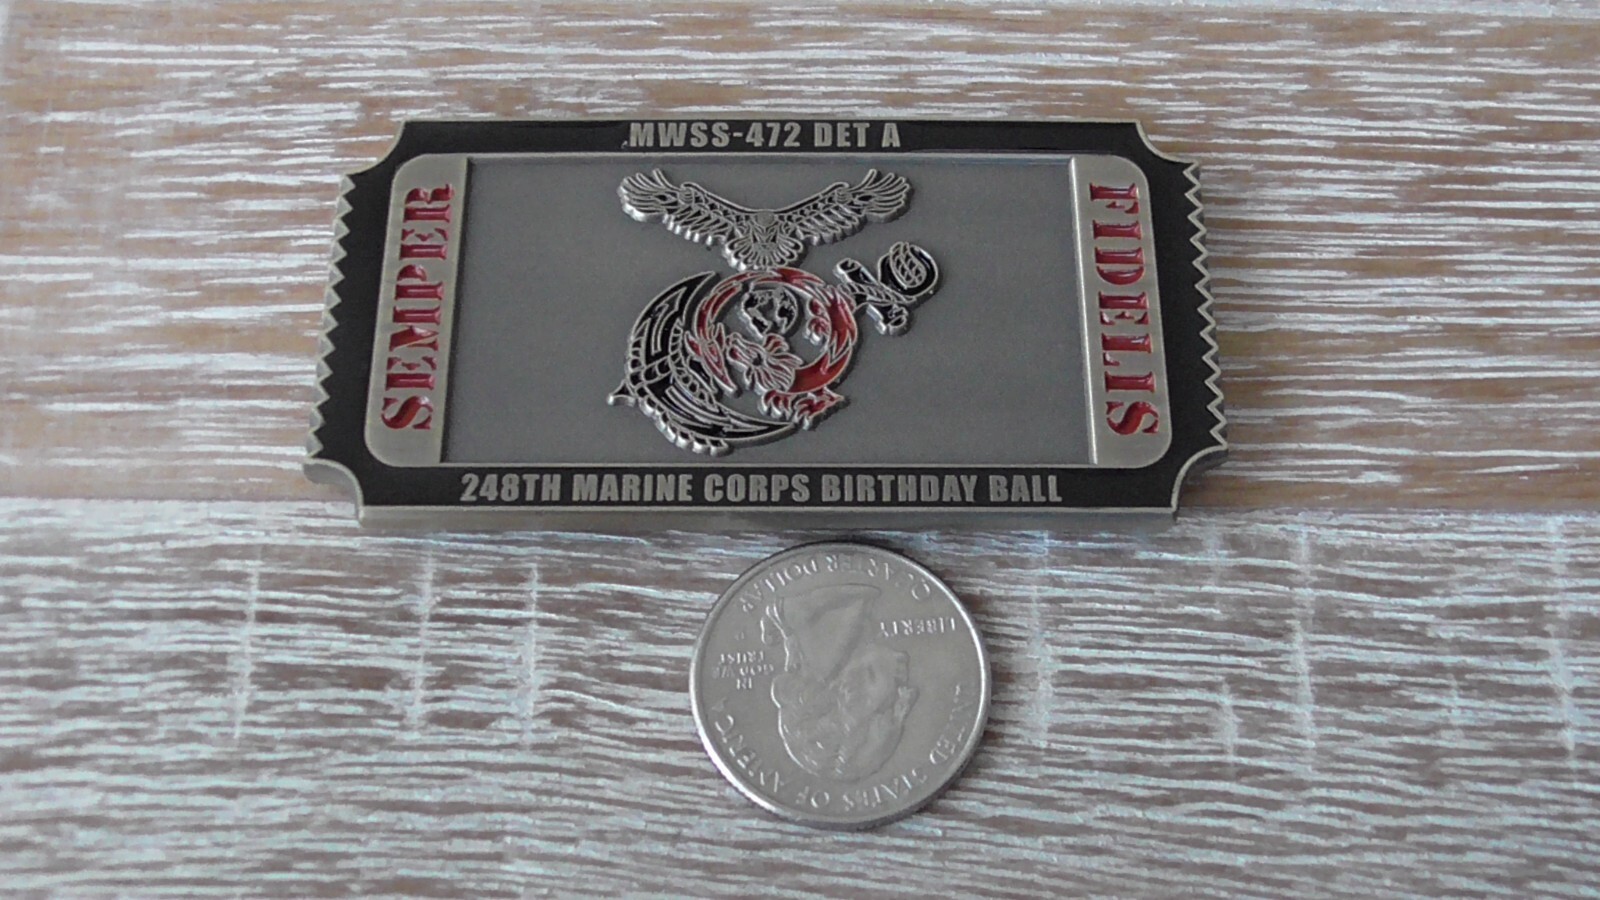 MWSS-472 DET A
SEMPER
FIDELIS
248TH MARINE CORPS BIRTHDAY BALL
UNITED STATES OF AMERICA
LIBERTY
IN
GOD WE
TRUST
QUARTER DOLLAR